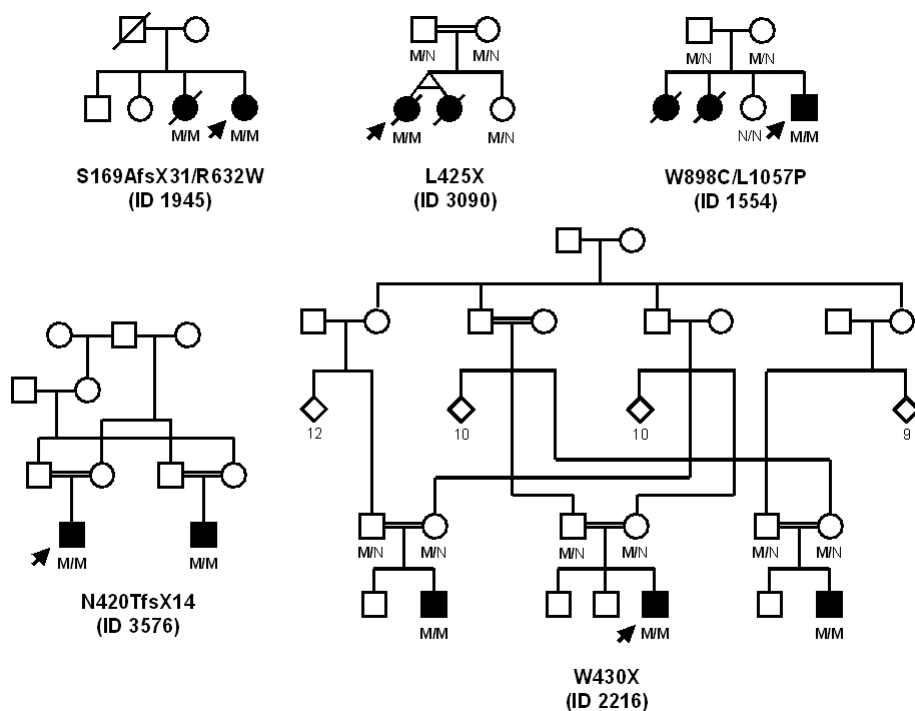 M/N M/N
M/N M/N
M/M M/M
M/M M/N
N/N M/M
S169AfsX31/R632W
(ID 1945)
L425X
(ID 3090)
W898C/L1057P
(ID 1554)
M/M M/M
N420TfsX14
(ID 3576)
12 10 10 9
M/N M/N M/N M/N M/N M/N
M/M M/M M/M
W430X
(ID 2216)